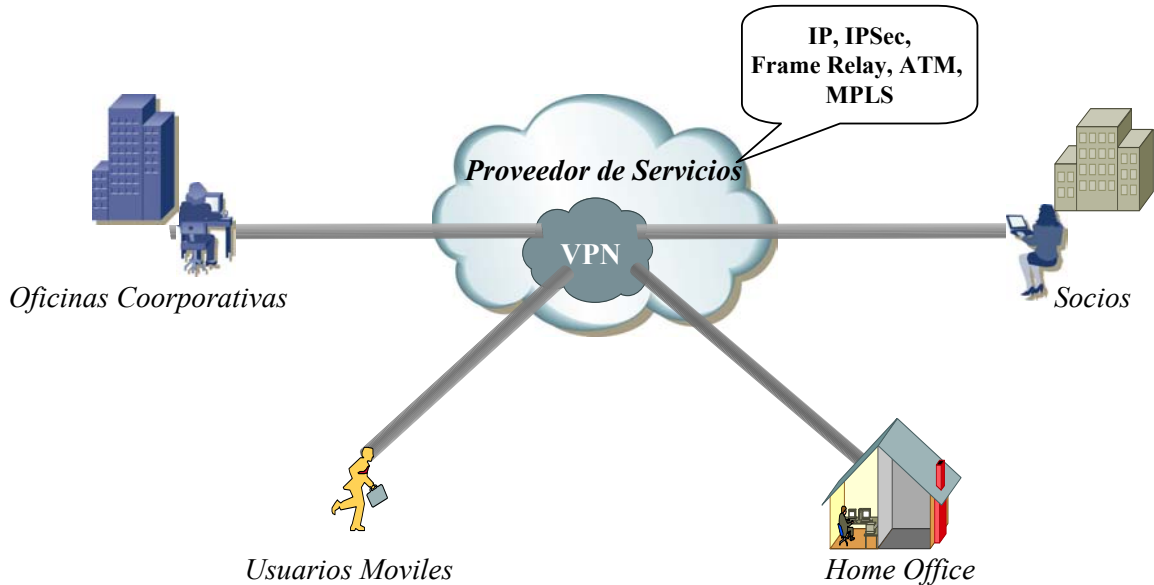 IP, IPSec,
Frame Relay, ATM,
MPLS
Proveedor de Servicios
VPN
Oficinas Coorporativas
Socios
Usuarios Moviles
Home Office